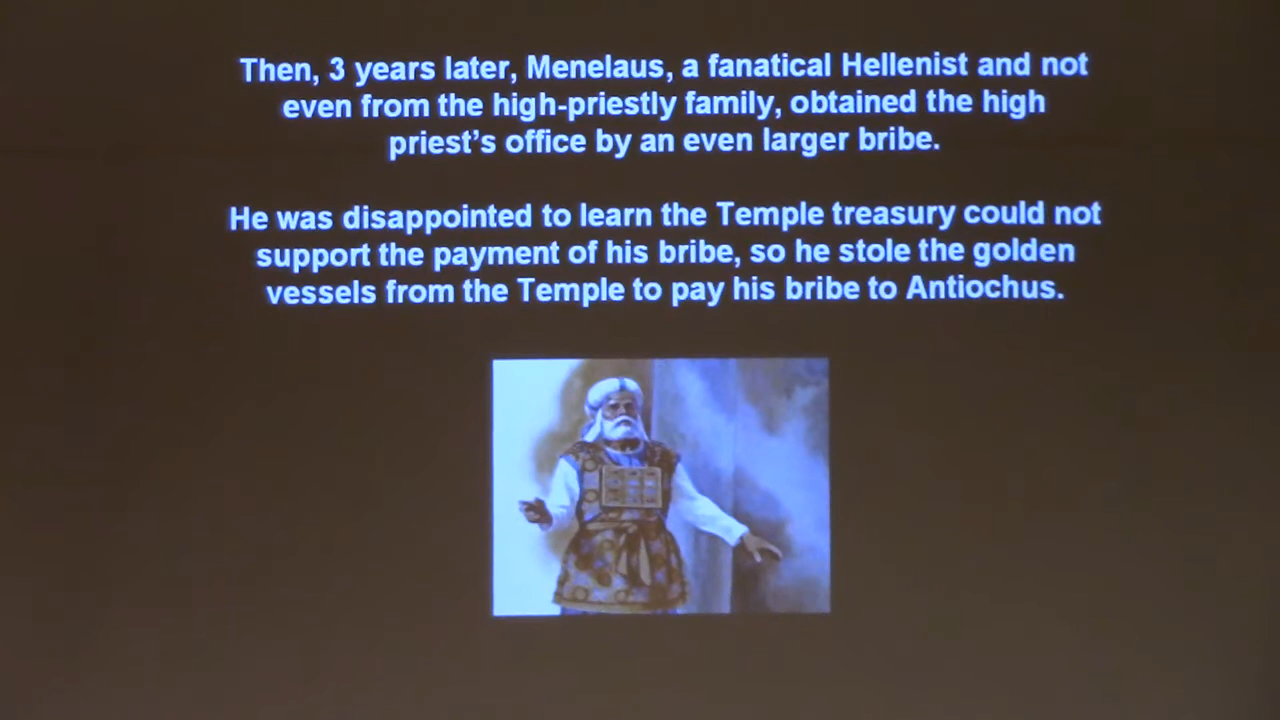 Then, 3 years later, Menelaus, a fanatical Hellenist and not
even from the high-priestly family, obtained the high
priest’s office by an even larger bribe.
He was disappointed to learn the Temple treasury could not
support the payment of his bribe, so he stole the golden
vessels from the Temple to pay his bribe to Antiochus.